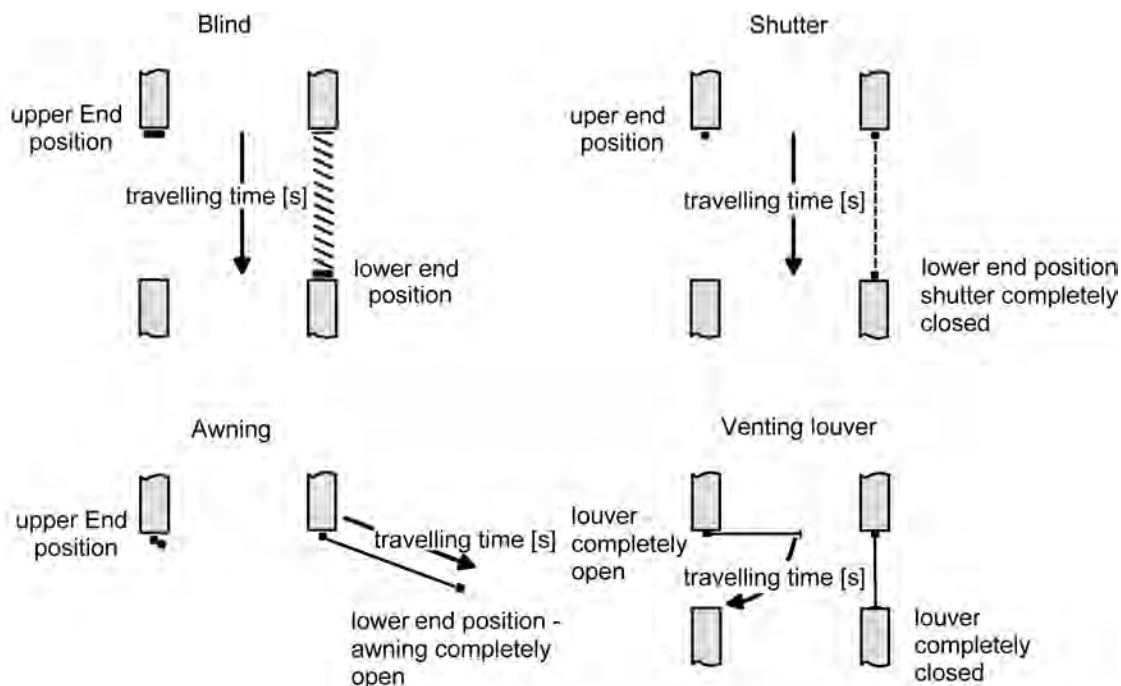 Blind
upper End
position
travelling time [s]
lower end
position
Shutter
uper end
position
travelling time [s]
lower end position
shutter completely
closed
Awning
upper End
position
travelling time [s]
lower end position -
awning completely
open
Venting louver
louver
completely
open
travelling time [s]
louver
completely
closed